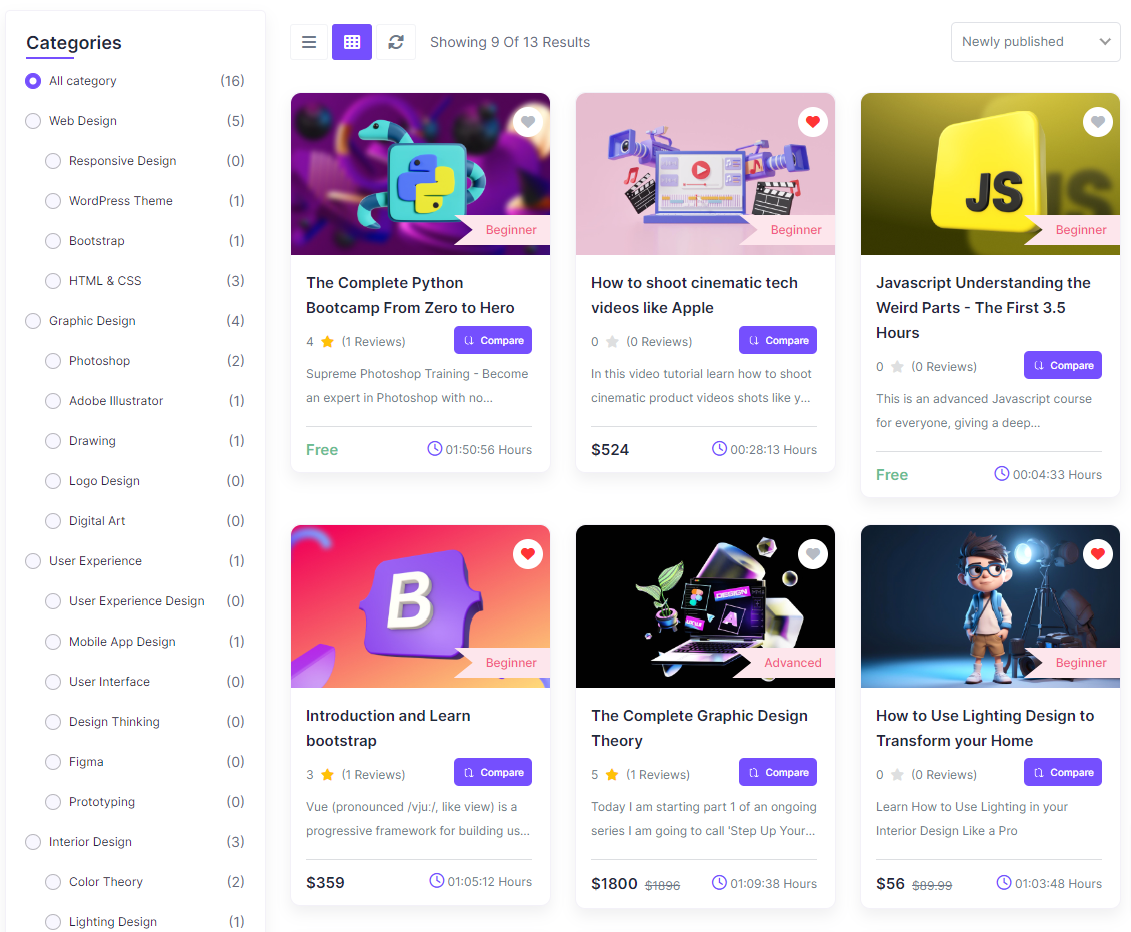 Categories
All category (16)
Web Design (5)
Responsive Design (0)
WordPress Theme (1)
Bootstrap (1)
HTML & CSS (3)
Graphic Design (4)
Photoshop (2)
Adobe Illustrator (1)
Drawing (1)
Logo Design (0)
Digital Art (0)
User Experience (1)
User Experience Design (0)
Mobile App Design (1)
User Interface (0)
Design Thinking (0)
Figma (0)
Prototyping (0)
Interior Design (3)
Color Theory (2)
Lighting Design (1)
Showing 9 Of 13 Results
Newly published
Beginner
The Complete Python
Bootcamp From Zero to Hero
4 (1 Reviews)
Compare
Supreme Photoshop Training - Become
an expert in Photoshop with no...
Free
01:50:56 Hours
Beginner
How to shoot cinematic tech
videos like Apple
0 (0 Reviews)
Compare
In this video tutorial learn how to shoot
cinematic product videos shots like y...
$524
00:28:13 Hours
JS
JS
Beginner
Javascript Understanding the
Weird Parts - The First 3.5
Hours
0 (0 Reviews)
Compare
This is an advanced Javascript course
for everyone, giving a deep...
Free
00:04:33 Hours
B
Beginner
Introduction and Learn
bootstrap
3 (1 Reviews)
Compare
Vue (pronounced /vjuː/, like view) is a
progressive framework for building us...
$359
01:05:12 Hours
DESIGN
A
Advanced
The Complete Graphic Design
Theory
5 (1 Reviews)
Compare
Today I am starting part 1 of an ongoing
series I am going to call 'Step Up Your...
$1800 $1896
01:09:38 Hours
Beginner
How to Use Lighting Design to
Transform your Home
0 (0 Reviews)
Compare
Learn How to Use Lighting in your
Interior Design Like a Pro
$56 $89.99
01:03:48 Hours